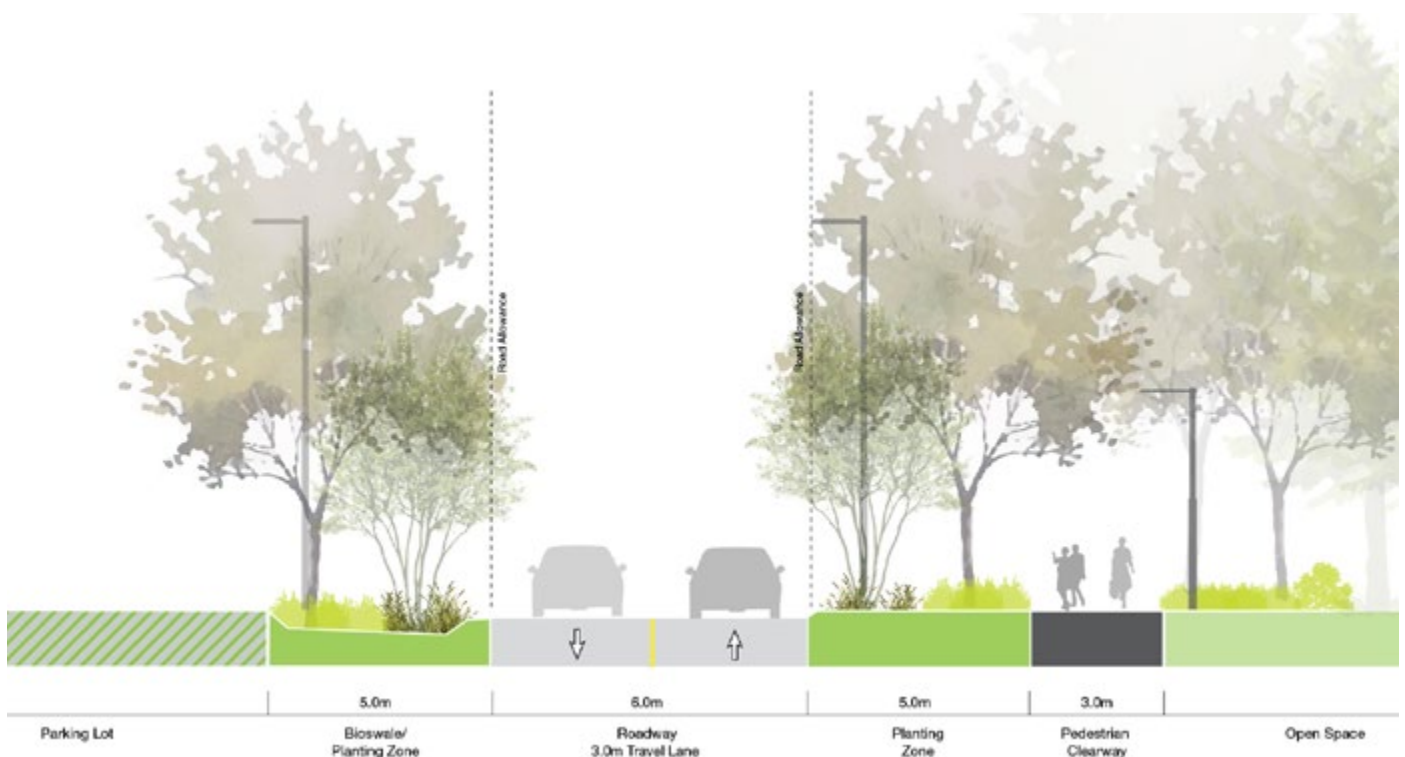 Road Allowance
Road Allowance
5.0m
6.0m
5.0m
3.0m
Parking Lot
Bioswale/
Planting Zone
Roadway
3.0m Travel Lane
Planting
Zone
Pedestrian
Clearway
Open Space